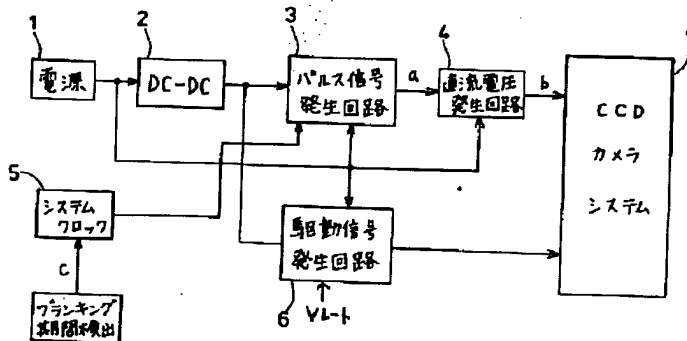 1
電源
2
DC-DC
3
パルス信号
発生回路
a
4
直流電圧
発生回路
b
CCD
カメラ
システム
5
システム
クロック
c
ブランキング
期間検出
駆動信号
発生回路
6
Vレート